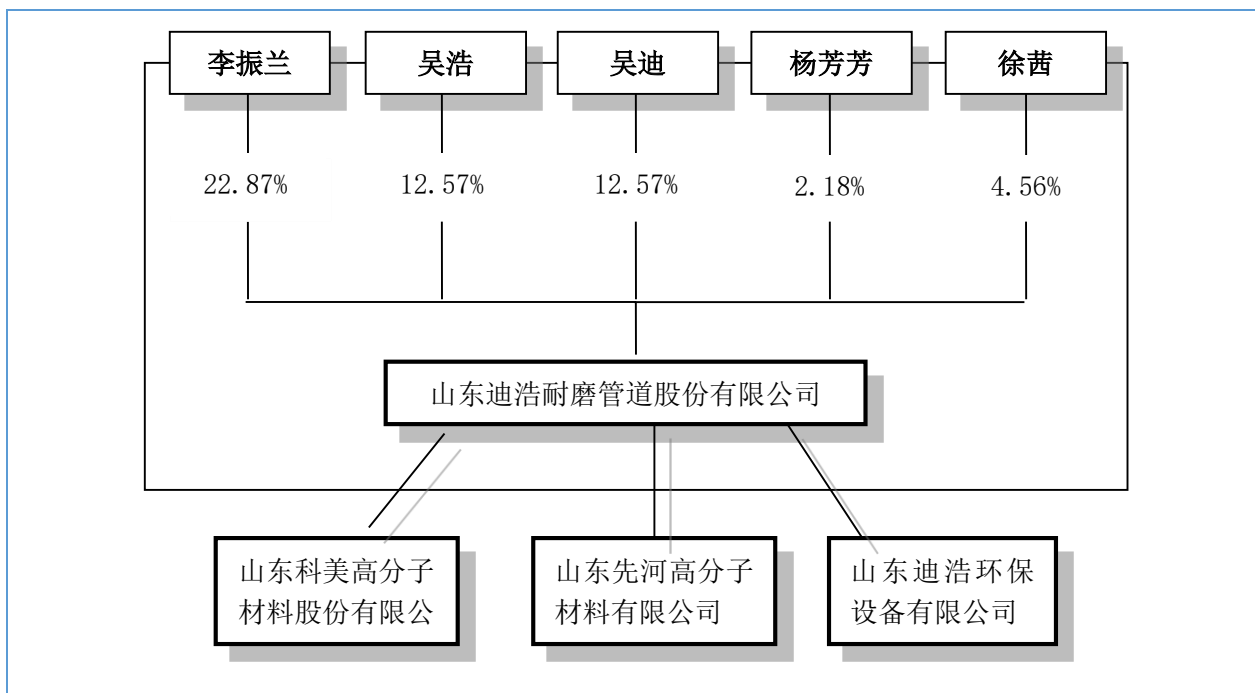 李振兰
吴浩
吴迪
杨芳芳
徐茜
22.87%
12.57%
12.57%
2.18%
4.56%
山东迪浩耐磨管道股份有限公司
山东科美高分子
材料股份有限公
山东先河高分子
材料有限公司
山东迪浩环保
设备有限公司